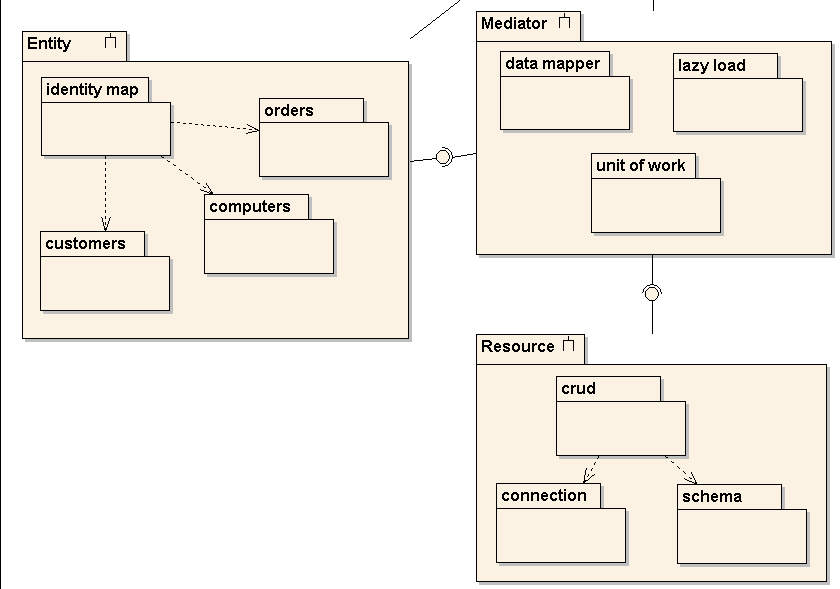 Entity
identity map
orders
computers
customers
Mediator
data mapper
lazy load
unit of work
Resource
crud
connection
schema